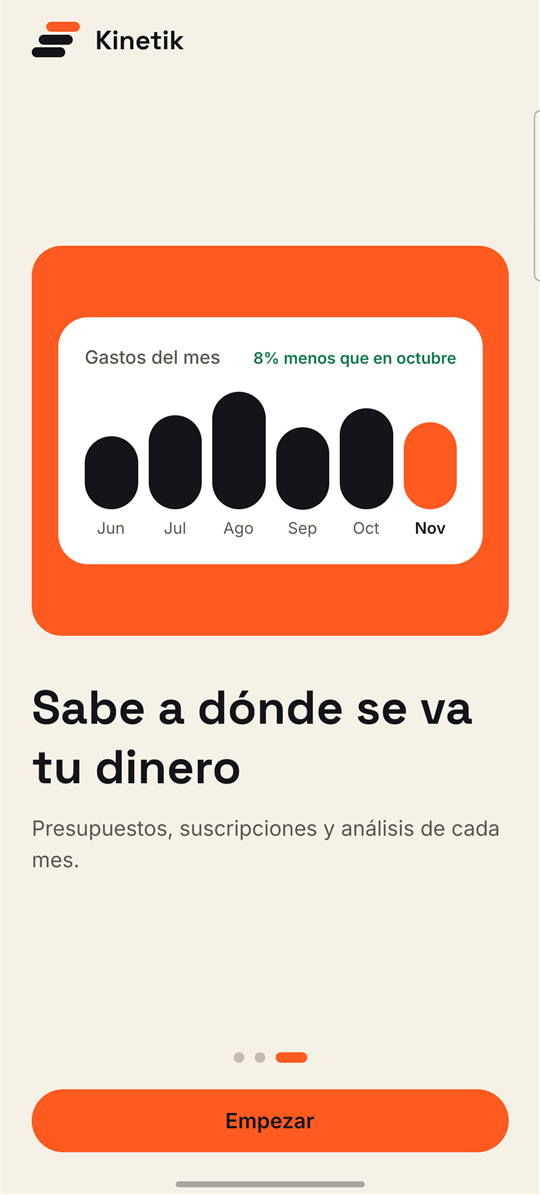 Kinetik
Gastos del mes
8% menos que en octubre
Jun Jul Ago Sep Oct Nov
Sabe a dónde se va
tu dinero
Presupuestos, suscripciones y análisis de cada
mes.
Empezar